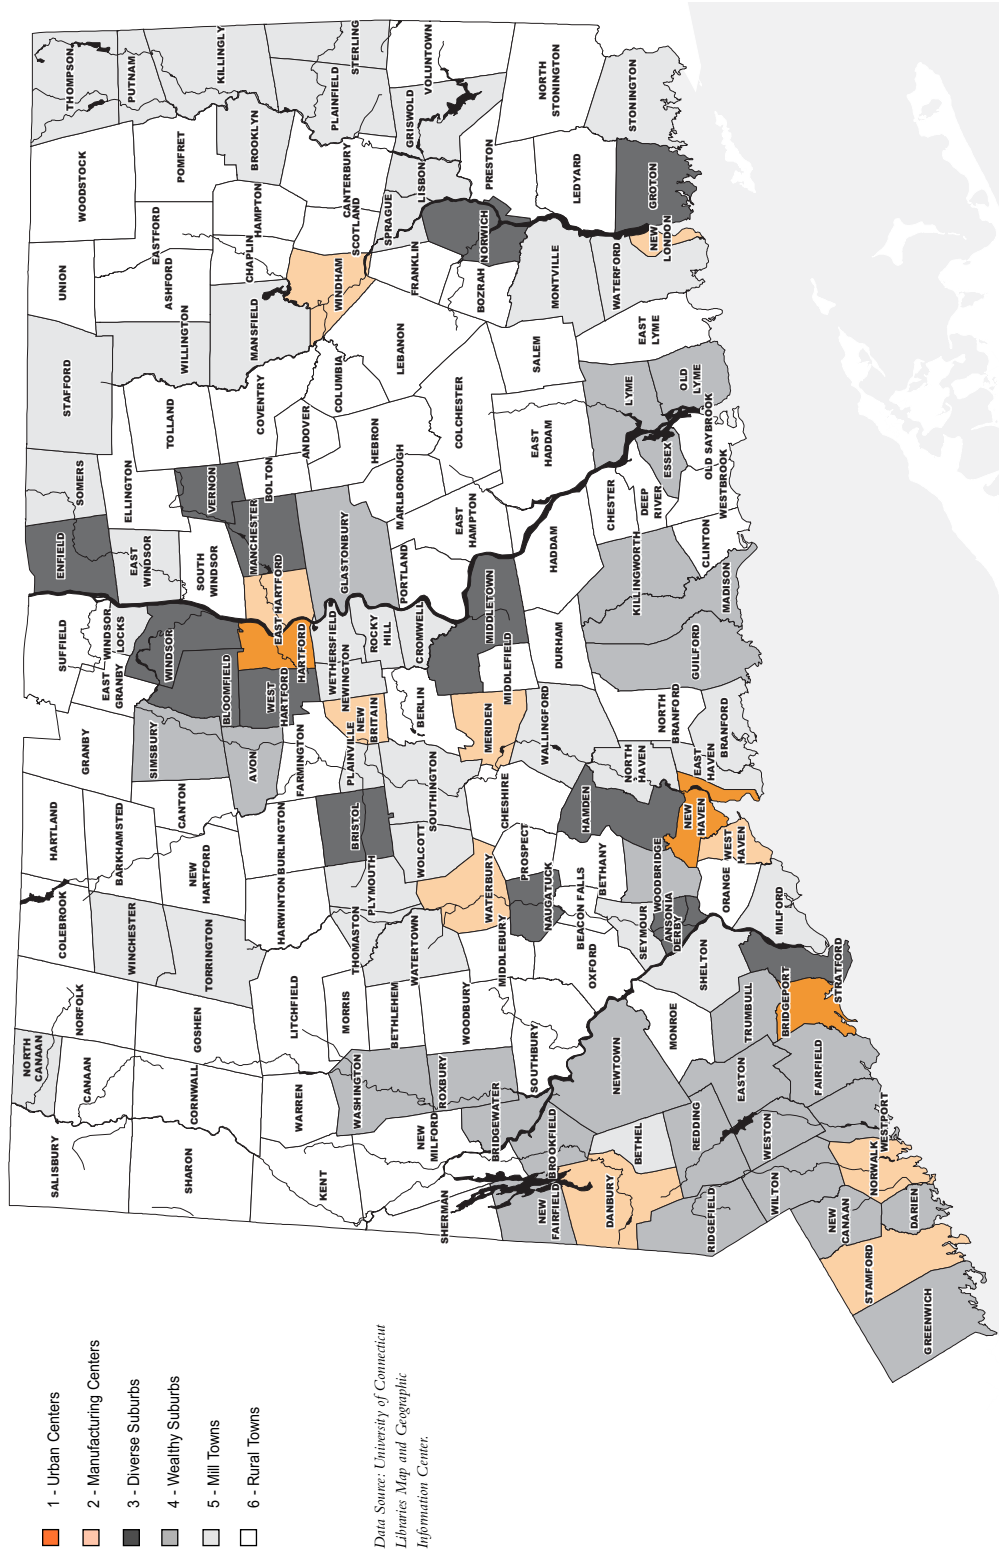 1 - Urban Centers
2 - Manufacturing Centers
3 - Diverse Suburbs
4 - Wealthy Suburbs
5 - Mill Towns
6 - Rural Towns
Data Source: University of Connecticut
Libraries Map and Geographic
Information Center.
SALISBURY
NORTH
CANAAN
CANAAN
NORFOLK
COLEBROOK
HARTLAND
GRANBY
SUFFIELD
EAST
GRANBY
WINDSOR
LOCKS
ENFIELD
SOMERS
STAFFORD
UNION
WOODSTOCK
THOMPSON
PUTNAM
SHARON
CORNWALL
GOSHEN
TORRINGTON
WINCHESTER
BARKHAMSTED
NEW
HARTFORD
CANTON
SIMSBURY
BLOOMFIELD
WINDSOR
EAST
WINDSOR
SOUTH
WINDSOR
ELLINGTON
VERNON
TOLLAND
WILLINGTON
ASHFORD
EASTFORD
POMFRET
KILLINGLY
KENT
WARREN
LITCHFIELD
HARWINTON
BURLINGTON
AVON
FARMINGTON
WEST
HARTFORD
HARTFORD
EAST HARTFORD
MANCHESTER
BOLTON
COVENTRY
ANDOVER
MANSFIELD
CHAPLIN
HAMPTON
BROOKLYN
WASHINGTON
MORRIS
THOMASTON
PLYMOUTH
BRISTOL
PLAINVILLE
NEW
BRITAIN
NEWINGTON
WETHERSFIELD
ROCKY
HILL
GLASTONBURY
HEBRON
COLUMBIA
WINDHAM
SCOTLAND
CANTERBURY
PLAINFIELD
STERLING
SHERMAN
NEW
MILFORD
ROXBURY
BETHLEHEM
WATERTOWN
WOLCOTT
SOUTHINGTON
BERLIN
CROMWELL
PORTLAND
MARLBOROUGH
LEBANON
FRANKLIN
SPRAGUE
LISBON
GRISWOLD
VOLUNTOWN
BRIDGEWATER
WOODBURY
MIDDLEBURY
WATERBURY
CHESHIRE
MERIDEN
MIDDLEFIELD
MIDDLETOWN
EAST
HAMPTON
COLCHESTER
BOZRAH
NORWICH
PRESTON
NEW
FAIRFIELD
BROOKFIELD
SOUTHBURY
OXFORD
BEACON FALLS
NAUGATUCK
PROSPECT
WALLINGFORD
DURHAM
HADDAM
EAST
HADDAM
SALEM
MONTVILLE
LEDYARD
NORTH
STONINGTON
DANBURY
BETHEL
NEWTOWN
MONROE
SEYMOUR
ANSONIA
DERBY
WOODBRIDGE
BETHANY
HAMDEN
NORTH
HAVEN
NORTH
BRANFORD
GUILFORD
KILLINGWORTH
CHESTER
DEEP
RIVER
ESSEX
LYME
OLD
LYME
EAST
LYME
WATERFORD
NEW
LONDON
GROTON
STONINGTON
RIDGEFIELD
REDDING
EASTON
TRUMBULL
SHELTON
ORANGE
WEST
HAVEN
NEW
HAVEN
EAST
HAVEN
BRANFORD
MADISON
CLINTON
WESTBROOK
OLD SAYBROOK
WILTON
WESTON
FAIRFIELD
BRIDGEPORT
STRATFORD
MILFORD
NEW
CANAAN
NORWALK
WESTPORT
DARIEN
STAMFORD
GREENWICH